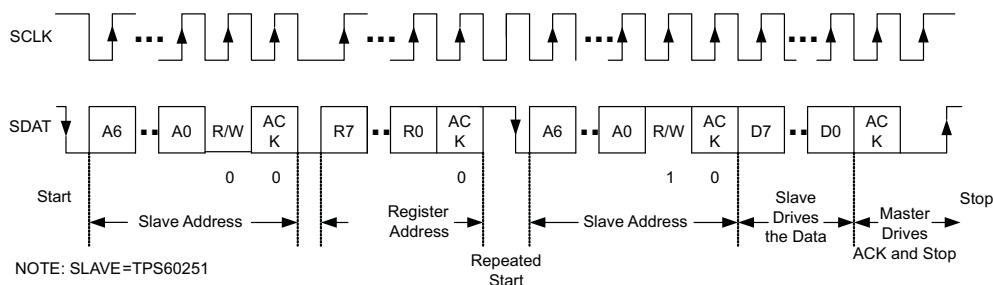 SCLK
SDAT
A6 A0 R/W AC K R7 R0 AC K A6 A0 R/W AC K D7 D0 AC K
0 0 0 1 0
Start
Slave Address
Register
Address
Slave Address
Slave
Drives
the Data
Master
Drives
ACK and Stop
Stop
Repeated
Start
NOTE: SLAVE=TPS60251